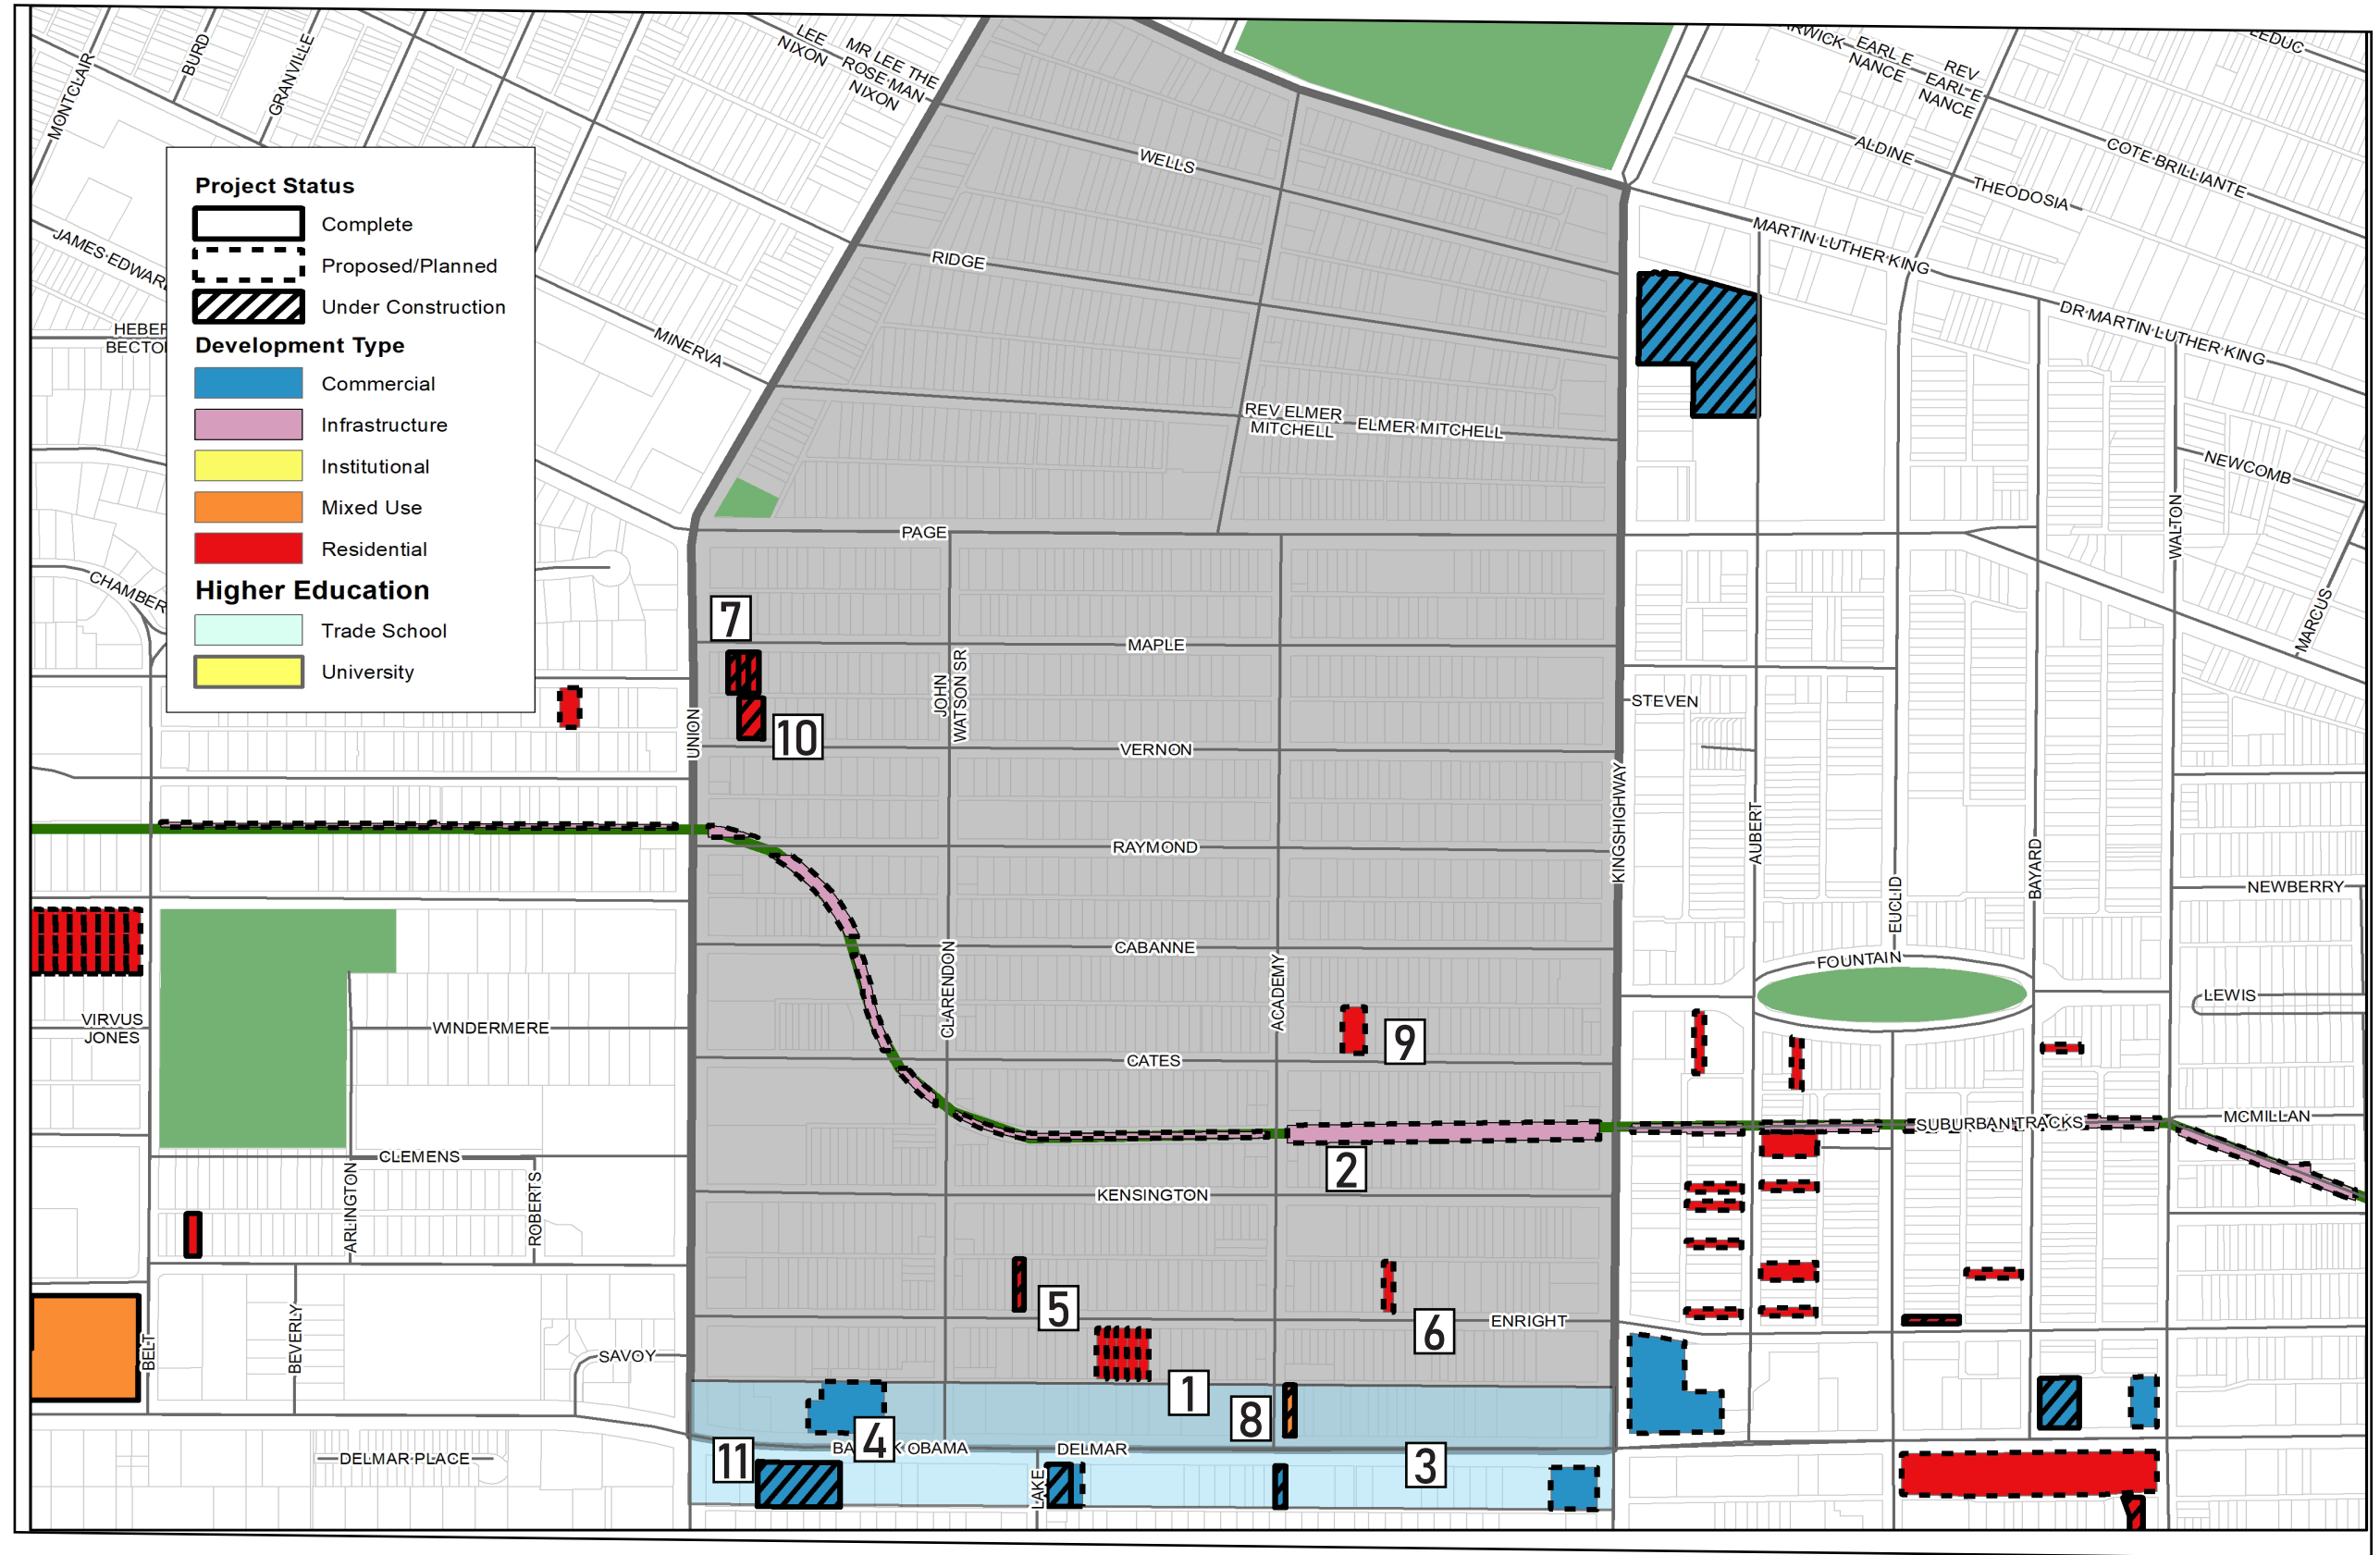 MONTCLAIR
BURD
GRANVILLE
LEE
NIXON
MR LEE THE
ROSE MAN
NIXON
EARL E
NANCE
REV
EARL E
NANCE
LEDUC
WELLS
ALDINE
COTE BRILLIANTE
THEODOSIA
MARTIN LUTHER KING
RIDGE
DR MARTIN LUTHER KING
MINERVA
REV ELMER
MITCHELL
ELMER MITCHELL
NEWCOMB
WALTON
MARCUS
Project Status
Complete
Proposed/Planned
Under Construction
Development Type
Commercial
Infrastructure
Institutional
Mixed Use
Residential
Higher Education
Trade School
University
PAGE
7
MAPLE
JOHN
WATSON SR
STEVEN
10
UNION
VERNON
KINGSHIGHWAY
AUBERT
RAYMOND
BAYARD
EUCLID
NEWBERRY
CABANNE
CLARENDON
ACADEMY
FOUNTAIN
LEWIS
VIRVUS
JONES
WINDERMERE
9
CATES
SUBURBAN TRACKS
MCMILLAN
CLEMENS
2
ARLINGTON
ROBERTS
KENSINGTON
5
6
ENRIGHT
BELT
BEVERLY
SAVOY
1
8
4
K OBAMA
DELMAR
DELMAR PLACE
11
LAKE
3